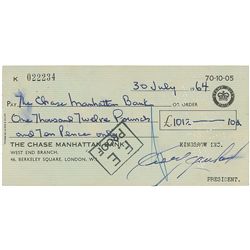 K 022234 70-10-05
30 July 1964
PAY The Chase Manhattan Bank OR ORDER
One Thousand Twelve Pounds £1012 — 10d
and Ten Pence only
THE CHASE MANHATTAN BANK KINGSROW INC.
WEST END BRANCH,
46, BERKELEY SQUARE, LONDON, W.1.
PRESIDENT.